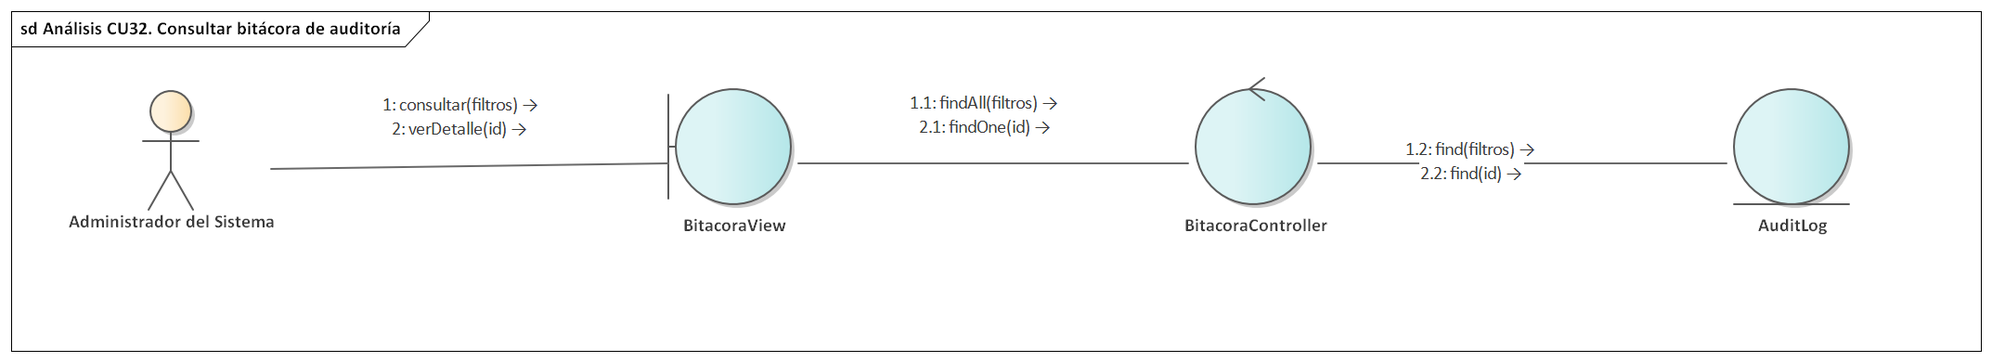 sd Análisis CU32. Consultar bitácora de auditoría
1: consultar(filtros) →
2: verDetalle(id) →
1.1: findAll(filtros) →
2.1: findOne(id) →
1.2: find(filtros) →
2.2: find(id) →
Administrador del Sistema
BitacoraView
BitacoraController
AuditLog